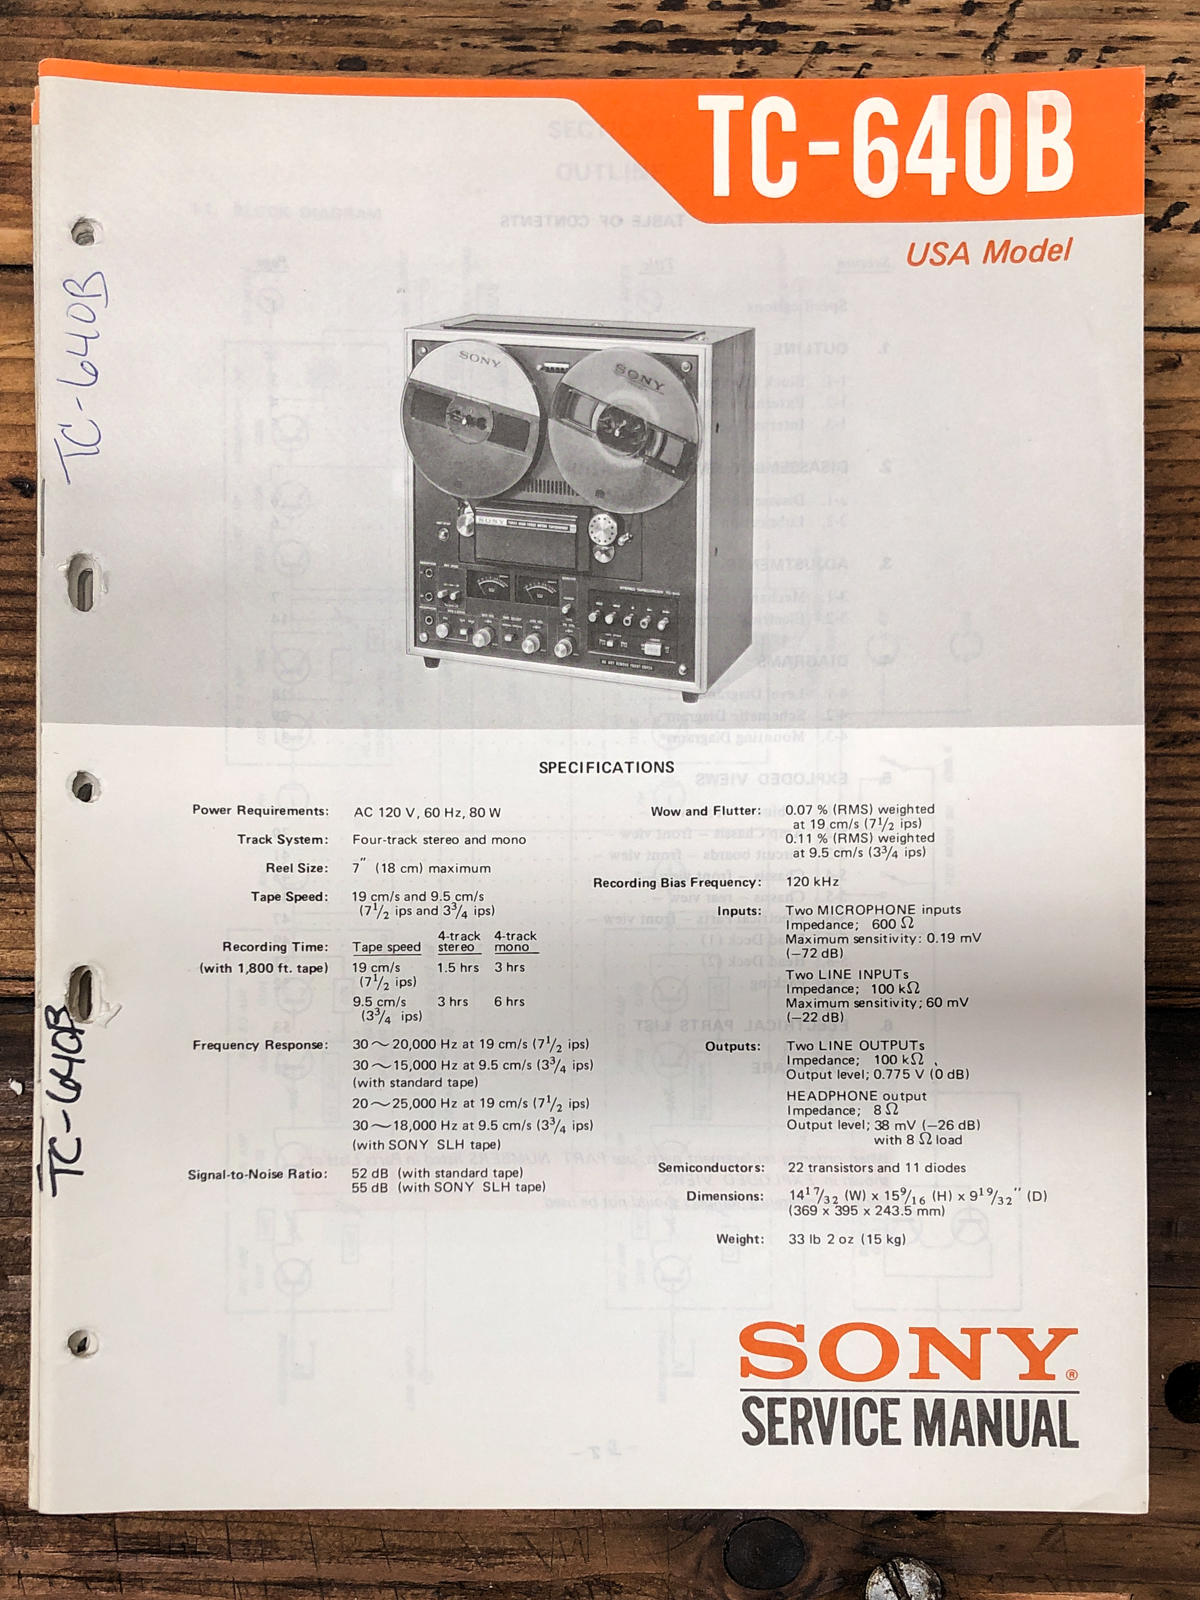 TC-640B
USA Model
TC-640B
TC-640B
SONY
SONY
SONY
SPECIFICATIONS
Power Requirements: AC 120 V, 60 Hz, 80 W
Track System: Four-track stereo and mono
Reel Size: 7″ (18 cm) maximum
Tape Speed: 19 cm/s and 9.5 cm/s
(7 1/2 ips and 3 3/4 ips)
Recording Time: Tape speed 4-track stereo 4-track mono
(with 1,800 ft. tape) 19 cm/s 1.5 hrs 3 hrs
(7 1/2 ips)
9.5 cm/s 3 hrs 6 hrs
(3 3/4 ips)
Frequency Response: 30 ~ 20,000 Hz at 19 cm/s (7 1/2 ips)
30 ~ 15,000 Hz at 9.5 cm/s (3 3/4 ips)
(with standard tape)
20 ~ 25,000 Hz at 19 cm/s (7 1/2 ips)
30 ~ 18,000 Hz at 9.5 cm/s (3 3/4 ips)
(with SONY SLH tape)
Signal-to-Noise Ratio: 52 dB (with standard tape)
55 dB (with SONY SLH tape)
Wow and Flutter: 0.07 % (RMS) weighted
at 19 cm/s (7 1/2 ips)
0.11 % (RMS) weighted
at 9.5 cm/s (3 3/4 ips)
Recording Bias Frequency: 120 kHz
Inputs: Two MICROPHONE inputs
Impedance; 600 Ω
Maximum sensitivity: 0.19 mV
(−72 dB)
Two LINE INPUTs
Impedance; 100 kΩ
Maximum sensitivity; 60 mV
(−22 dB)
Outputs: Two LINE OUTPUTs
Impedance; 100 kΩ
Output level; 0.775 V (0 dB)
HEADPHONE output
Impedance; 8 Ω
Output level; 38 mV (−26 dB)
with 8 Ω load
Semiconductors: 22 transistors and 11 diodes
Dimensions: 14 17/32 (W) x 15 9/16 (H) x 9 19/32″ (D)
(369 x 395 x 243.5 mm)
Weight: 33 lb 2 oz (15 kg)
SONY®
SERVICE MANUAL